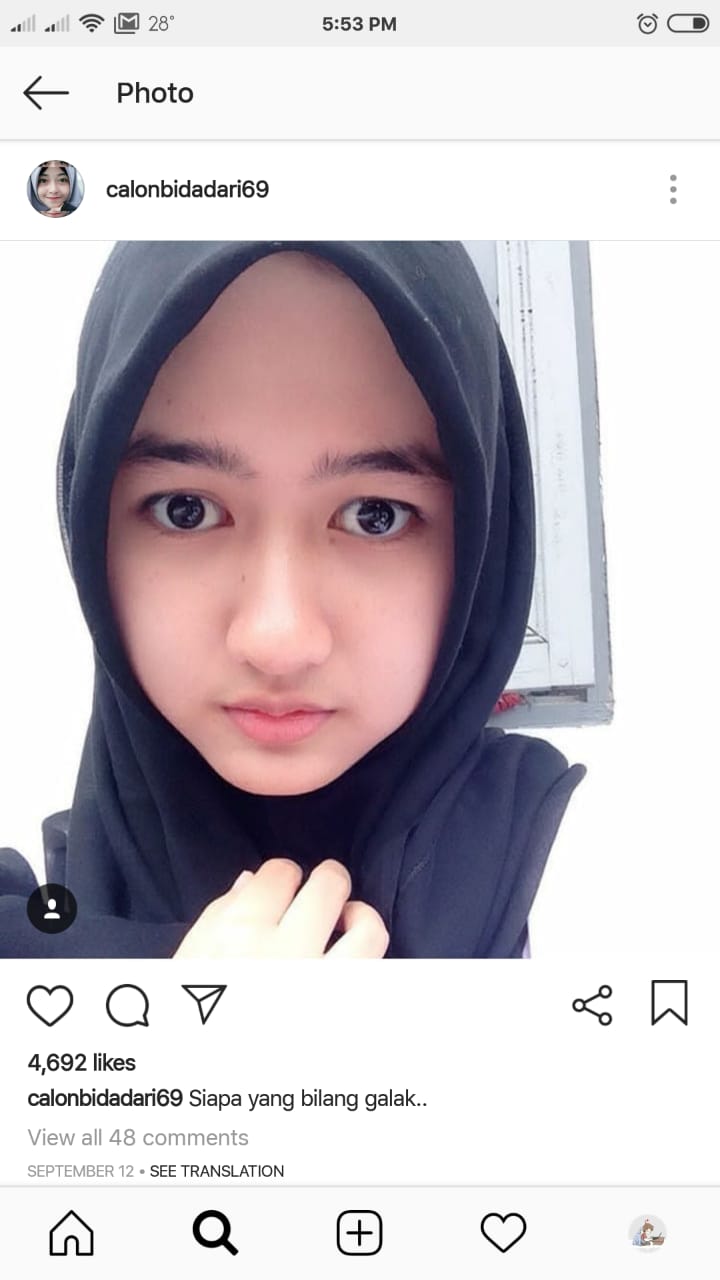 28°
5:53 PM
Photo
calonbidadari69
4,692 likes
calonbidadari69 Siapa yang bilang galak..
View all 48 comments
SEPTEMBER 12 • SEE TRANSLATION